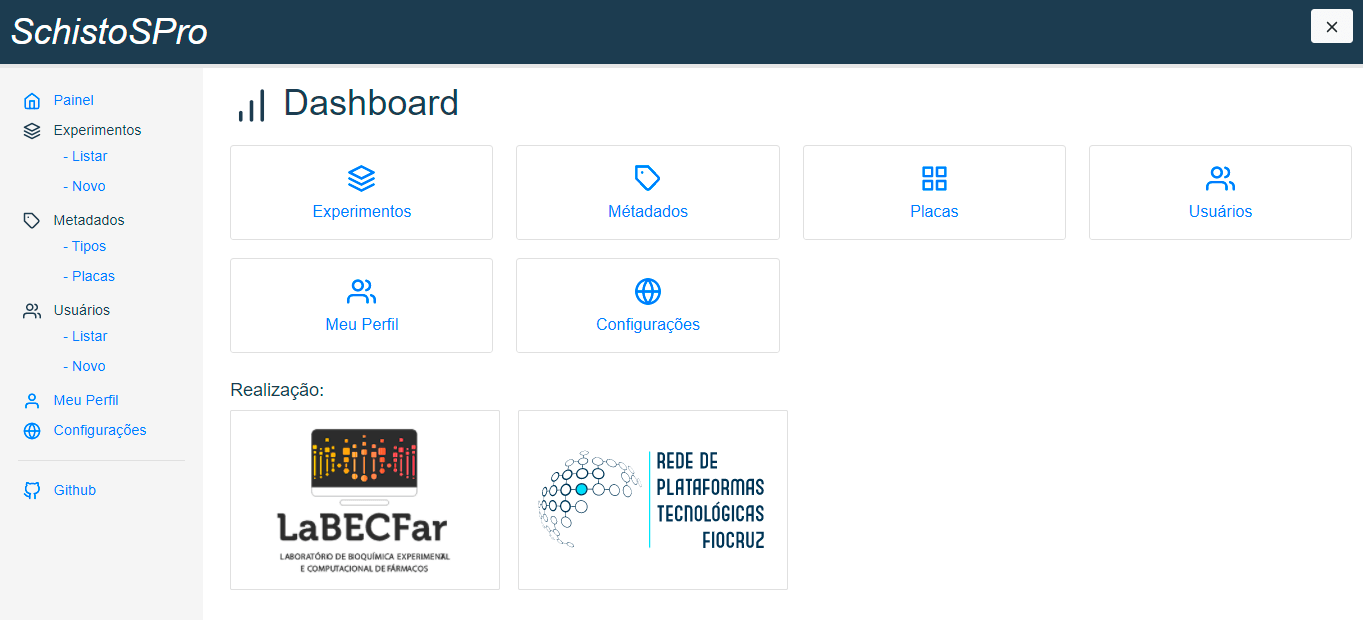 SchistoSPro
Painel
Experimentos
- Listar
- Novo
Metadados
- Tipos
- Placas
Usuários
- Listar
- Novo
Meu Perfil
Configurações
Github
Dashboard
Experimentos
Métadados
Placas
Usuários
Meu Perfil
Configurações
Realização:
LaBECFar
LABORATÓRIO DE BIOQUÍMICA EXPERIMENTAL
E COMPUTACIONAL DE FÁRMACOS
REDE DE
PLATAFORMAS
TECNOLÓGICAS
FIOCRUZ